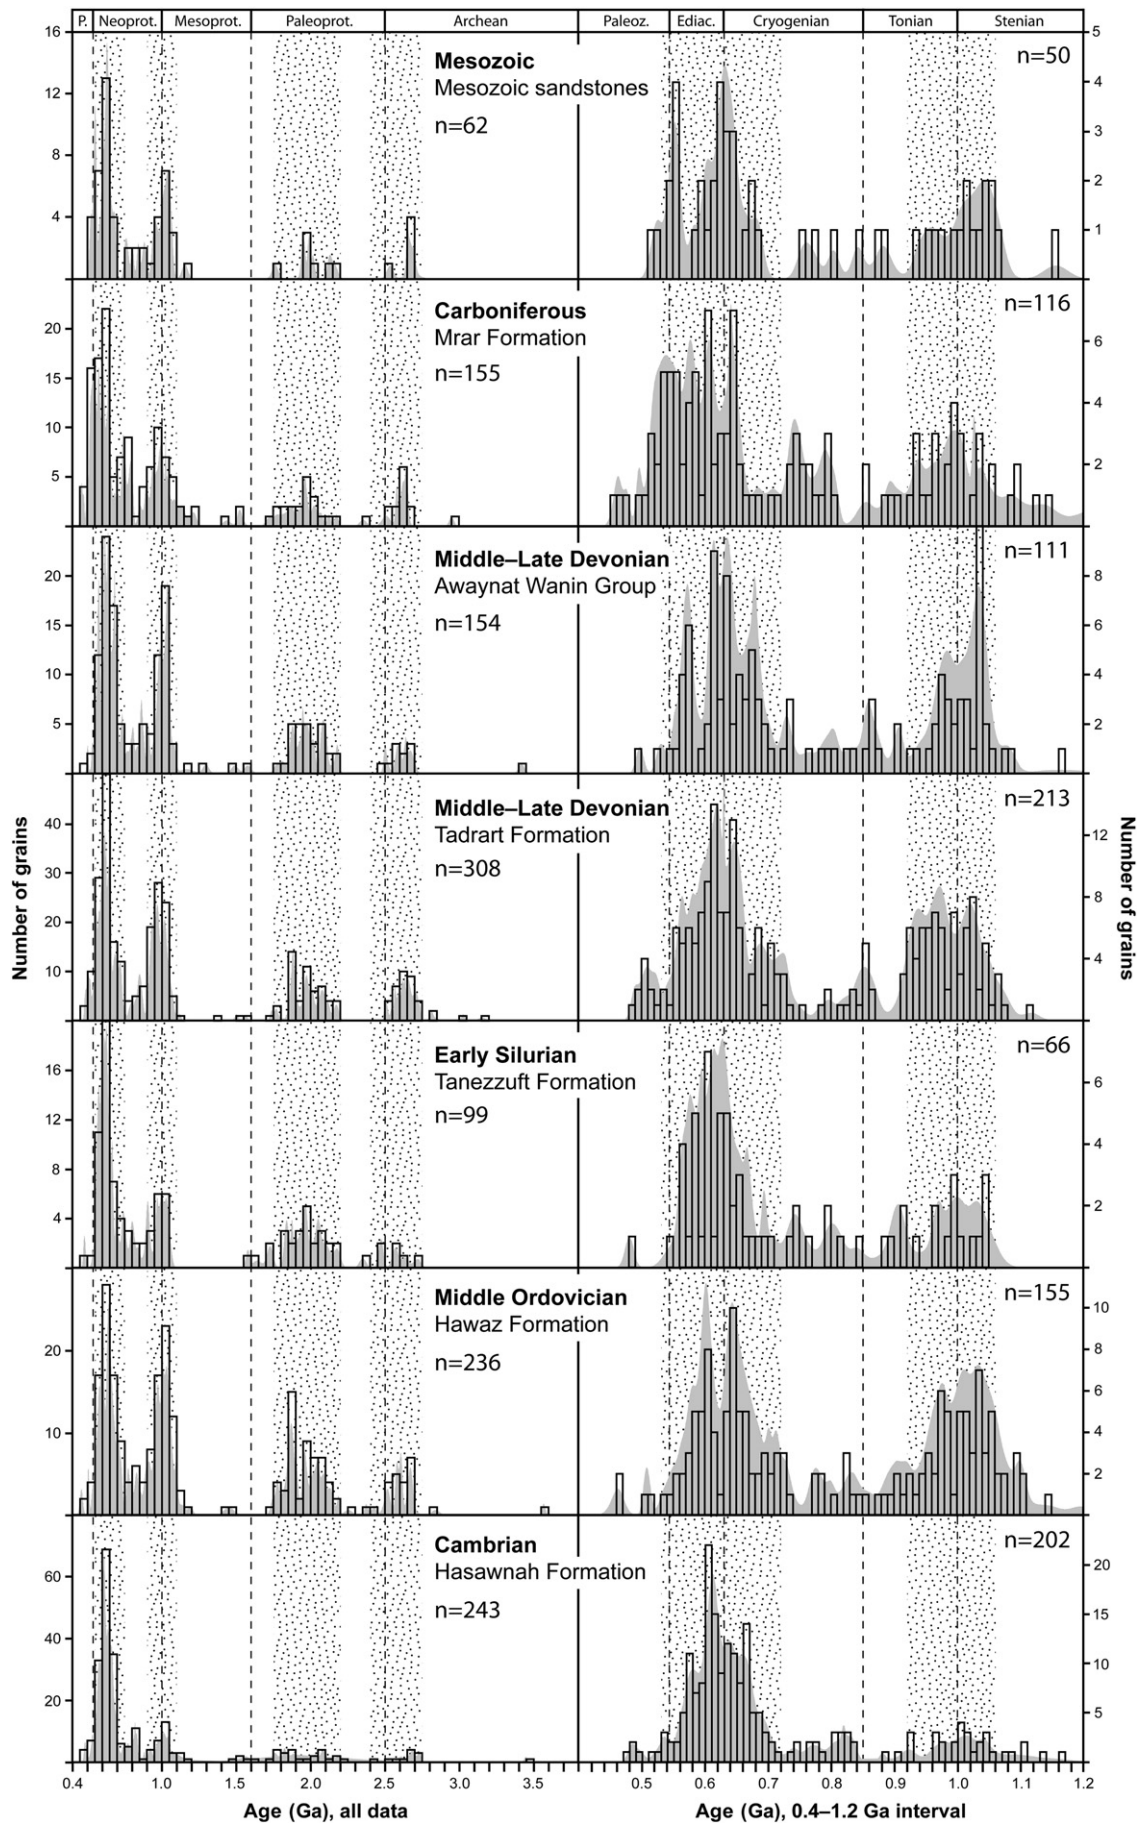 P. Neoprot. Mesoprot. Paleoprot. Archean Paleoz. Ediac. Cryogenian Tonian Stenian
16 12 8 4
Mesozoic
Mesozoic sandstones
n=62
n=50
5 4 3 2 1
20 15 10 5
Carboniferous
Mrar Formation
n=155
n=116
6 4 2
20 15 10 5
Middle–Late Devonian
Awaynat Wanin Group
n=154
n=111
8 6 4 2
Number of grains
40 30 20 10
Middle–Late Devonian
Tadrart Formation
n=308
n=213
12 8 4
Number of grains
16 12 8 4
Early Silurian
Tanezzuft Formation
n=99
n=66
6 4 2
20 10
Middle Ordovician
Hawaz Formation
n=236
n=155
10 8 6 4 2
60 40 20
Cambrian
Hasawnah Formation
n=243
n=202
20 15 10 5
0.4 1.0 1.5 2.0 2.5 3.0 3.5 0.5 0.6 0.7 0.8 0.9 1.0 1.1 1.2
Age (Ga), all data
Age (Ga), 0.4–1.2 Ga interval